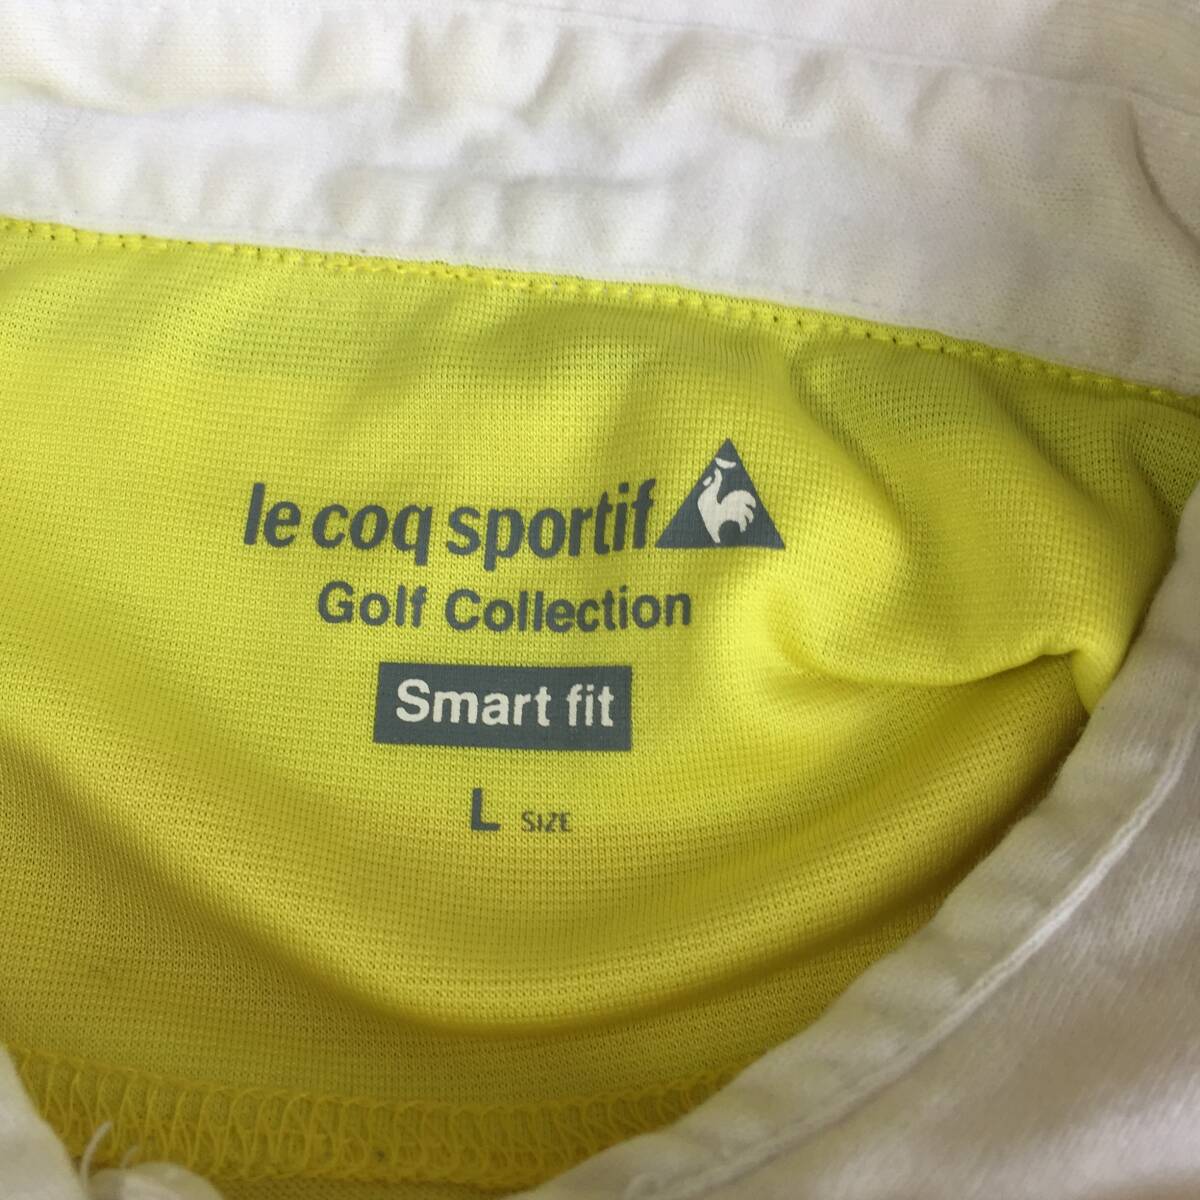 le coq sportif
Golf Collection
Smart fit
L SIZE